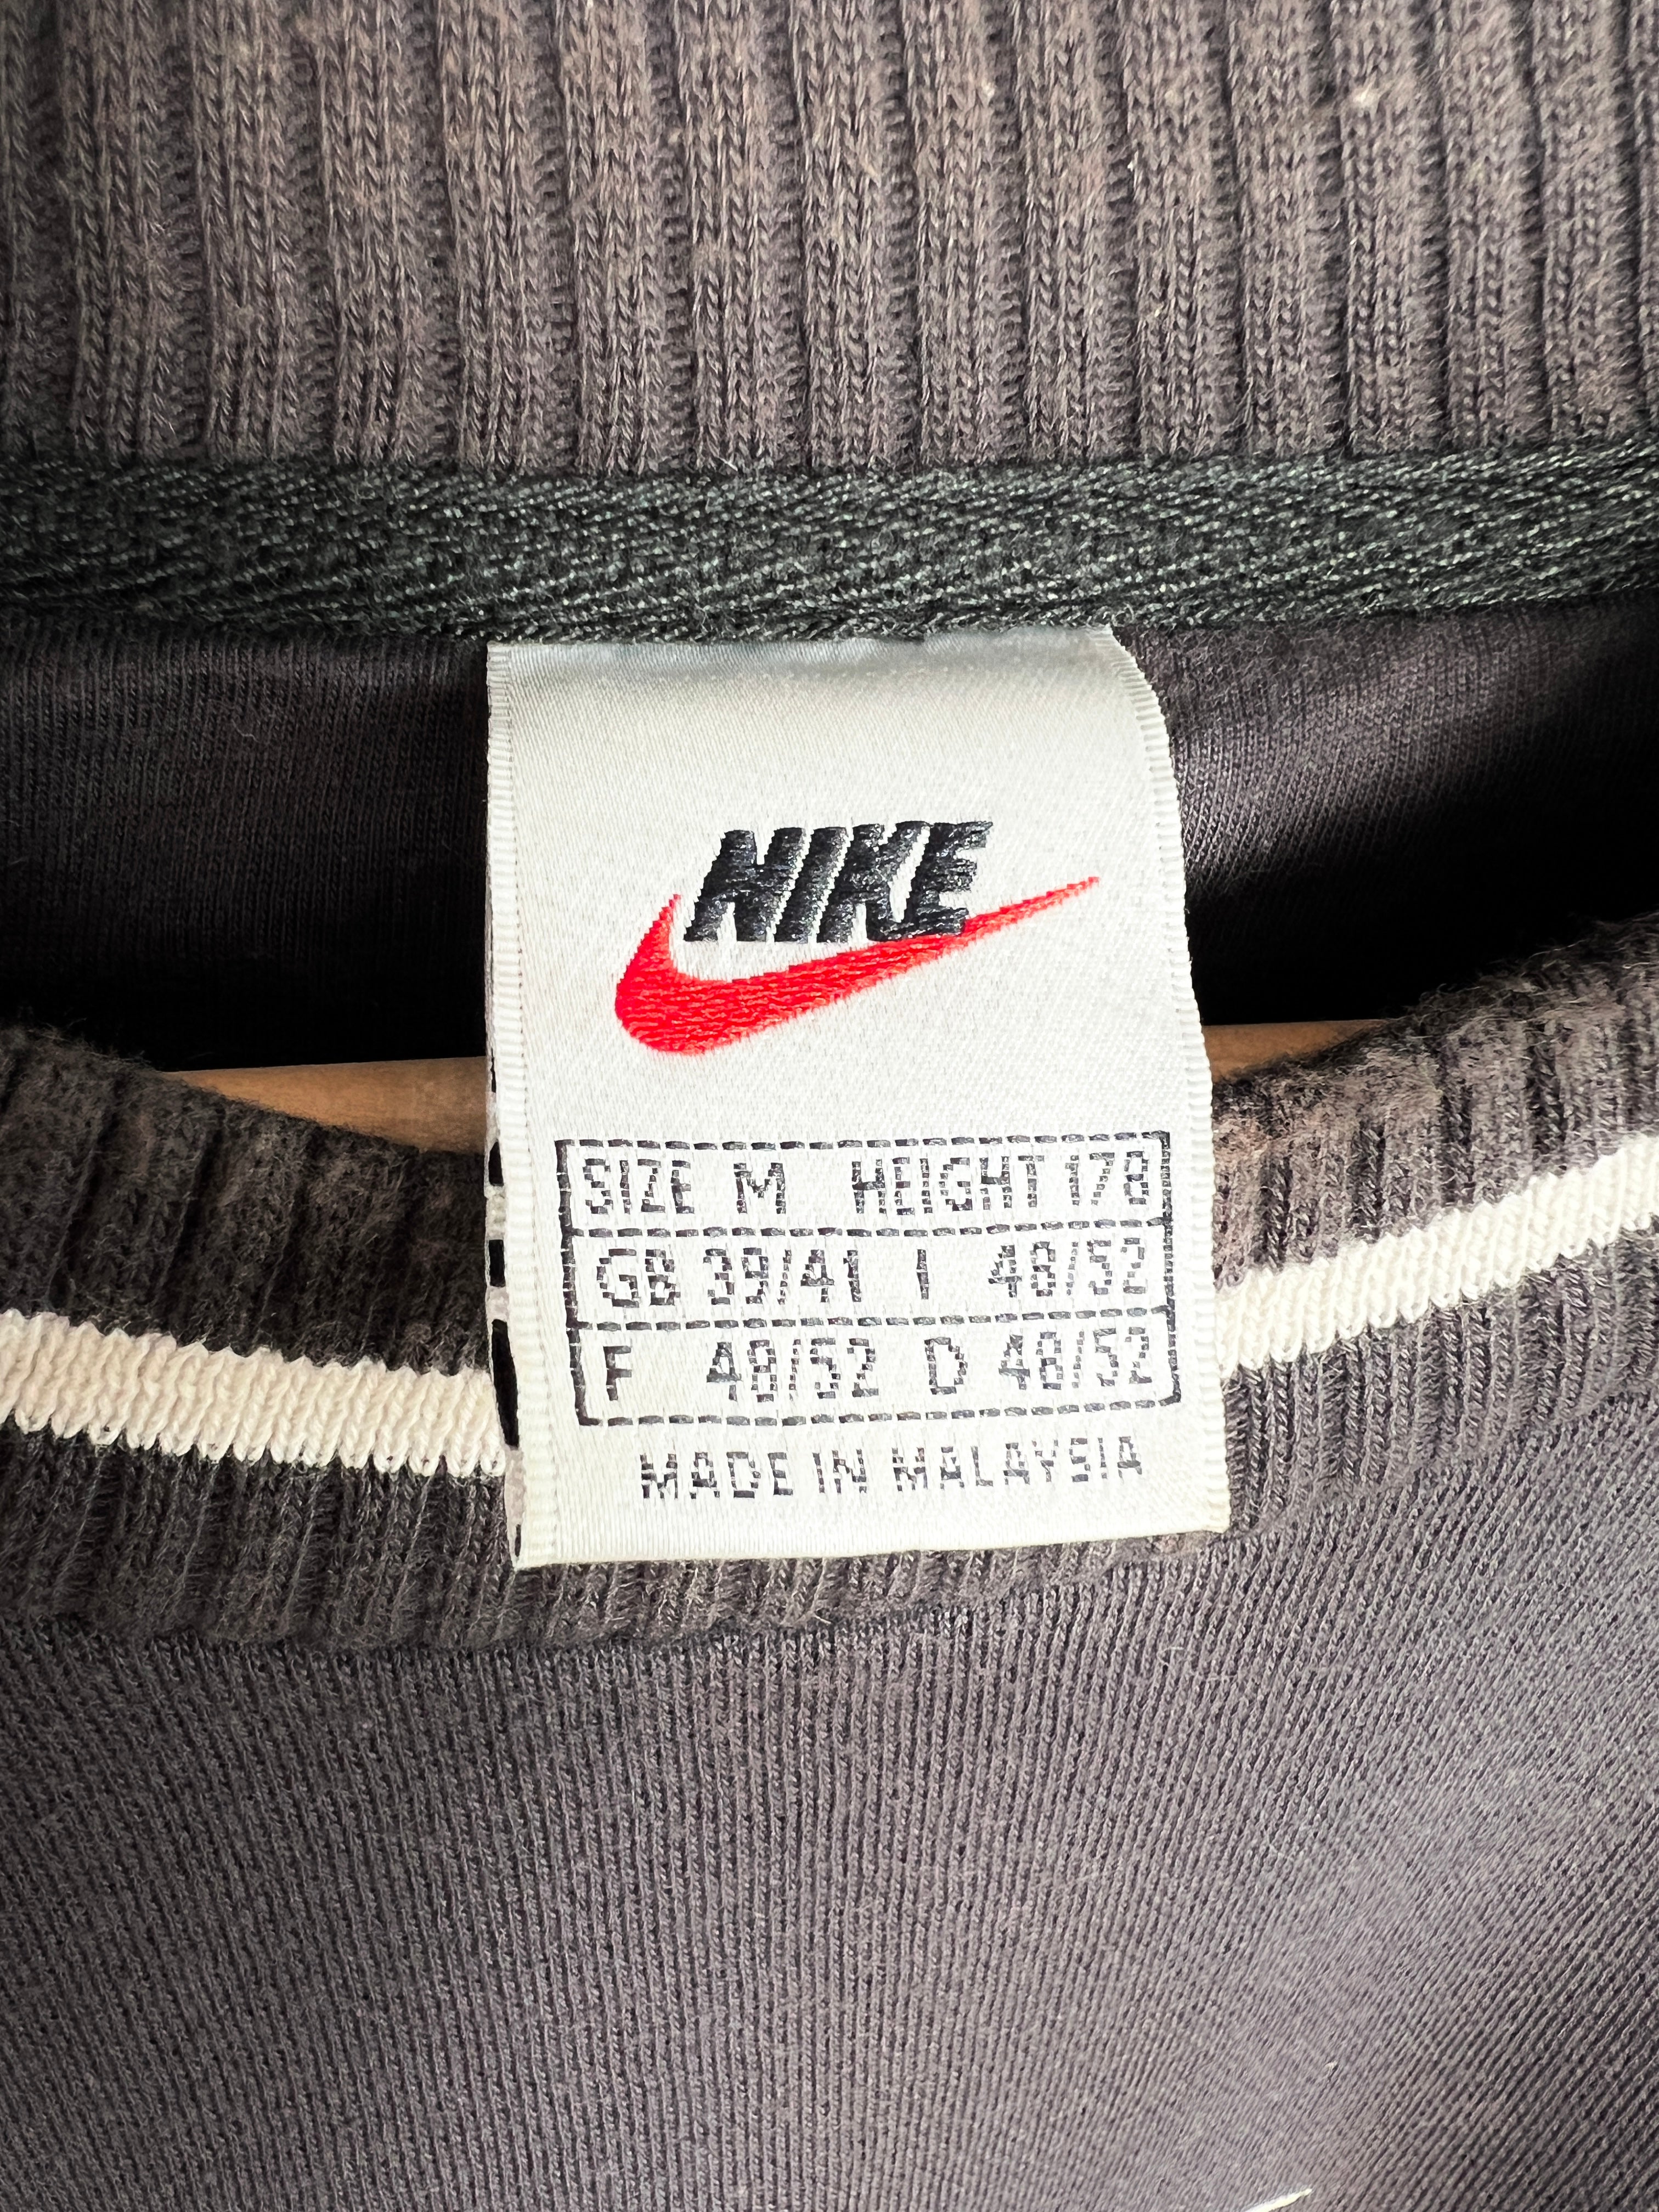 NIKE
SIZE M HEIGHT 178
GB 39/41 I 48/52
F 48/52 D 48/52
MADE IN MALAYSIA